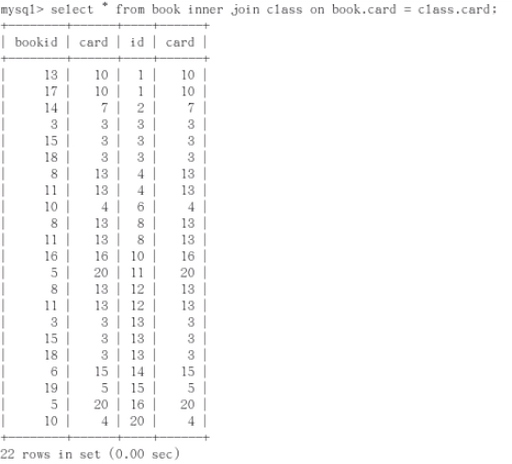 mysql> select * from book inner join class on book.card = class.card;
+--------+------+----+------+
| bookid | card | id | card |
+--------+------+----+------+
|     13 |   10 |  1 |   10 |
|     17 |   10 |  1 |   10 |
|     14 |    7 |  2 |    7 |
|      3 |    3 |  3 |    3 |
|     15 |    3 |  3 |    3 |
|     18 |    3 |  3 |    3 |
|      8 |   13 |  4 |   13 |
|     11 |   13 |  4 |   13 |
|     10 |    4 |  6 |    4 |
|      8 |   13 |  8 |   13 |
|     11 |   13 |  8 |   13 |
|     16 |   16 | 10 |   16 |
|      5 |   20 | 11 |   20 |
|      8 |   13 | 12 |   13 |
|     11 |   13 | 12 |   13 |
|      3 |    3 | 13 |    3 |
|     15 |    3 | 13 |    3 |
|     18 |    3 | 13 |    3 |
|      6 |   15 | 14 |   15 |
|     19 |    5 | 15 |    5 |
|      5 |   20 | 16 |   20 |
|     10 |    4 | 20 |    4 |
+--------+------+----+------+
22 rows in set (0.00 sec)